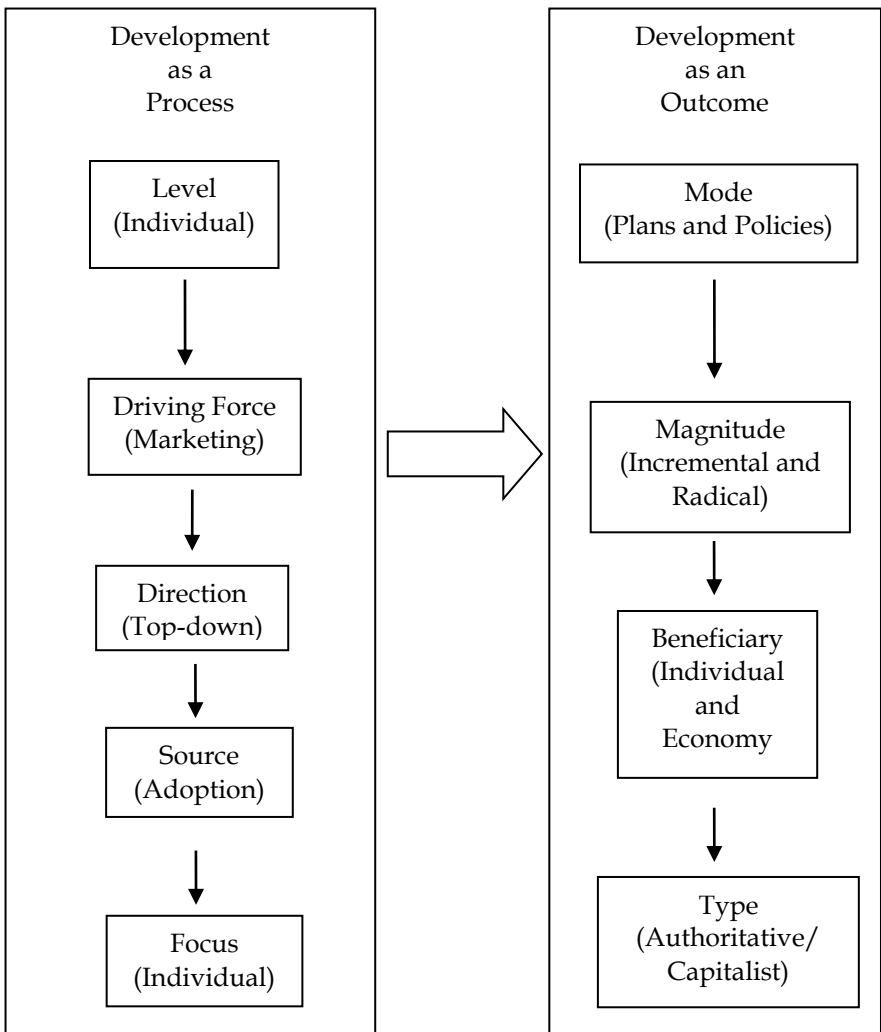 Development
as a
Process
Level
(Individual)
Driving Force
(Marketing)
Direction
(Top-down)
Source
(Adoption)
Focus
(Individual)
Development
as an
Outcome
Mode
(Plans and Policies)
Magnitude
(Incremental and
Radical)
Beneficiary
(Individual
and
Economy
Type
(Authoritative/
Capitalist)